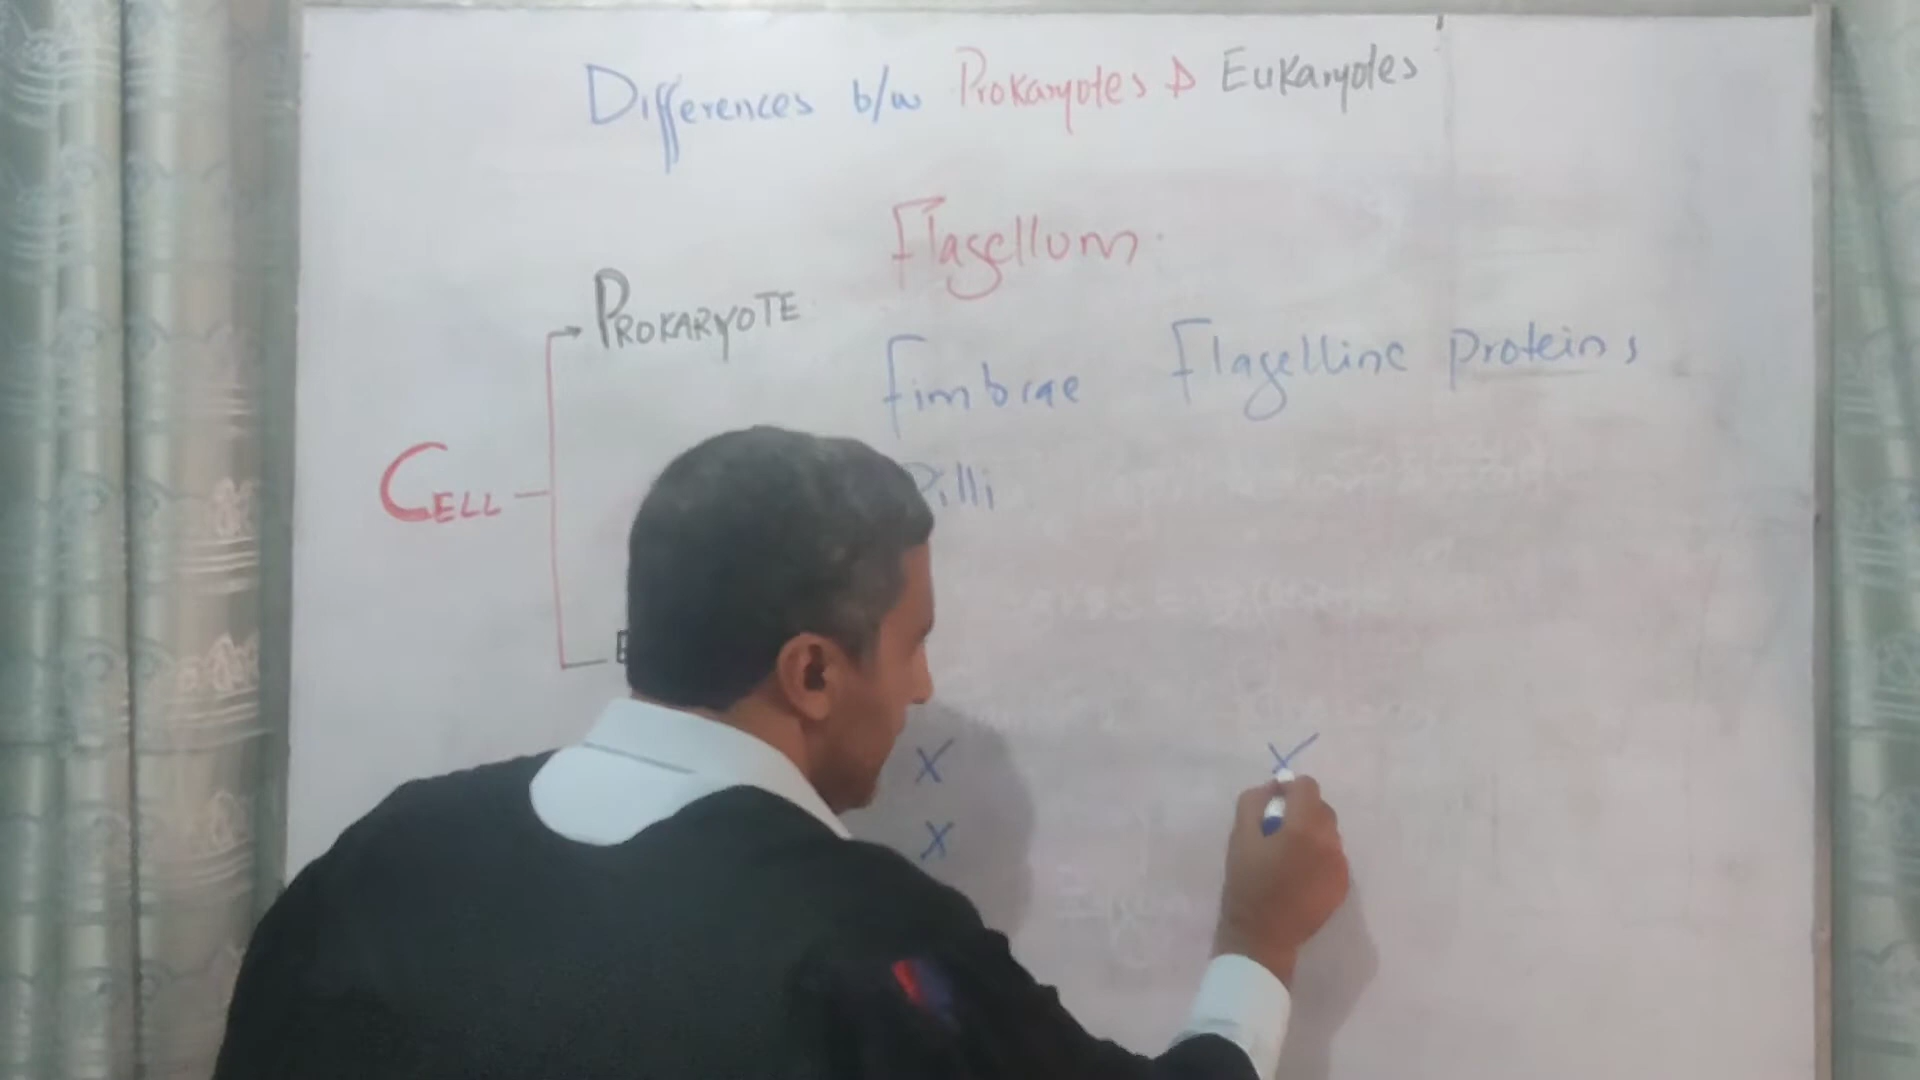 Differences b/w Prokaryotes & Eukaryotes
Flagellum
PROKARYOTE
Fimbrae Flagelline proteins
Pilli
CELL
E
X X
X